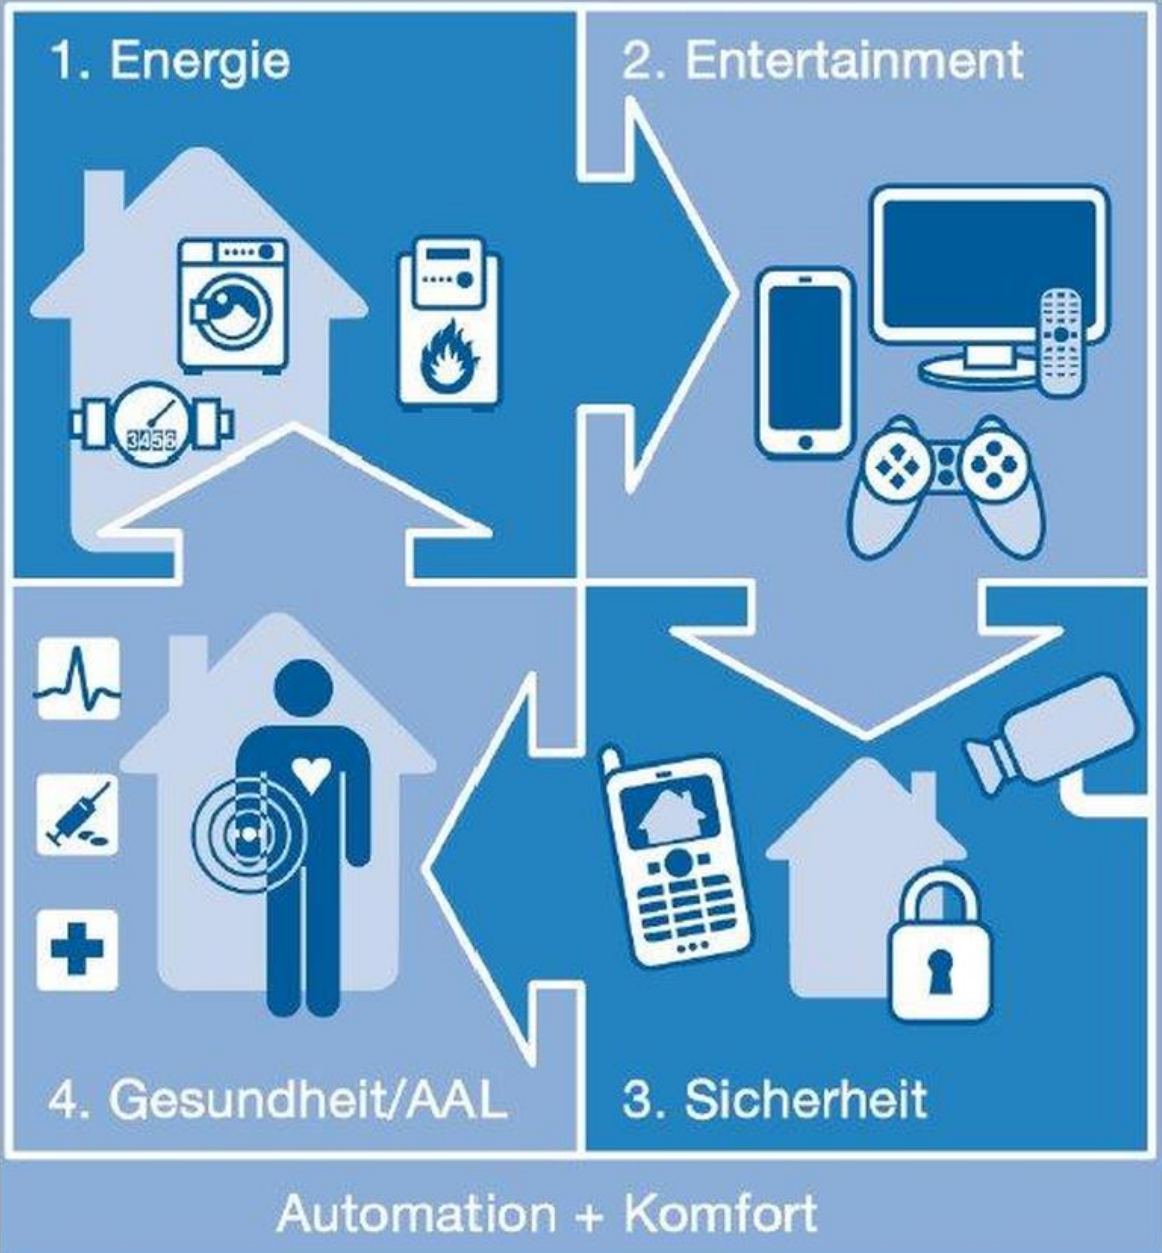 1. Energie
2. Entertainment
3456
4. Gesundheit/AAL
3. Sicherheit
Automation + Komfort